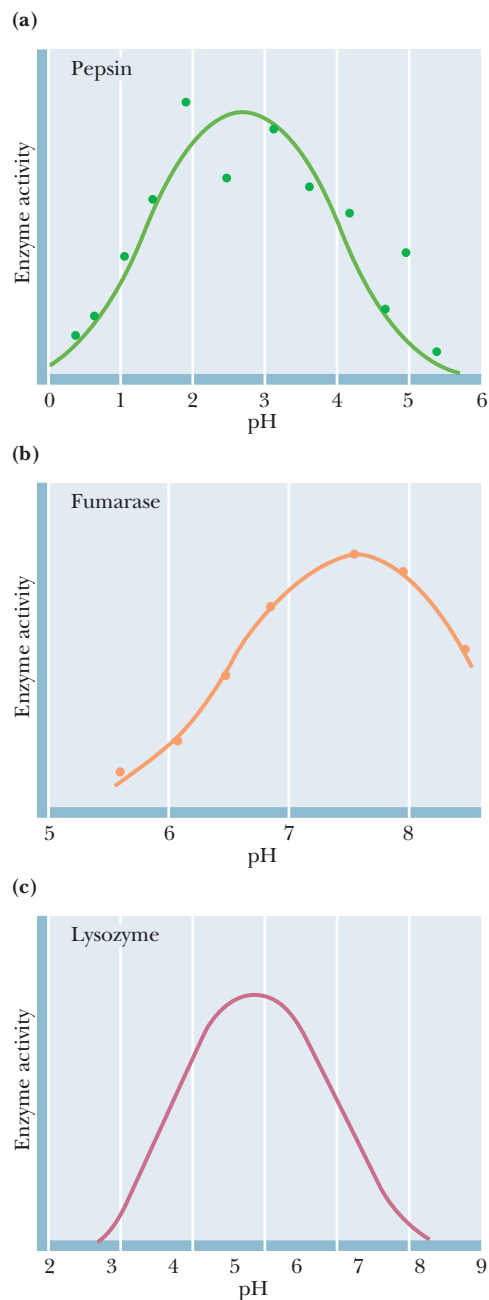 (a)
Pepsin
Enzyme activity
0 1 2 3 4 5 6
pH
(b)
Fumarase
Enzyme activity
5 6 7 8
pH
(c)
Lysozyme
Enzyme activity
2 3 4 5 6 7 8 9
pH